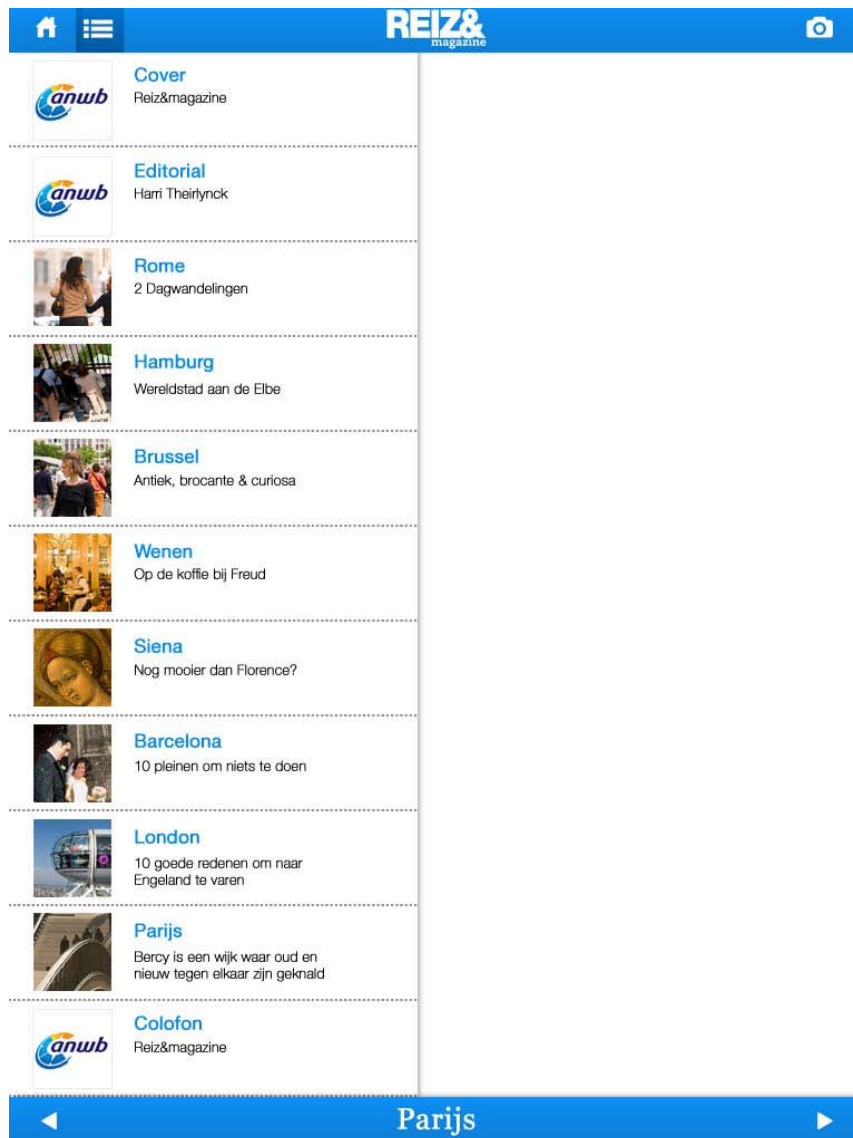 REIZ&
magazine
anwb
Cover
Reiz&magazine
anwb
Editorial
Harri Theirlynck
Rome
2 Dagwandelingen
Hamburg
Wereldstad aan de Elbe
Brussel
Antiek, brocante & curiosa
Wenen
Op de koffie bij Freud
Siena
Nog mooier dan Florence?
Barcelona
10 pleinen om niets te doen
London
10 goede redenen om naar
Engeland te varen
Parijs
Bercy is een wijk waar oud en
nieuw tegen elkaar zijn geknald
anwb
Colofon
Reiz&magazine
Parijs